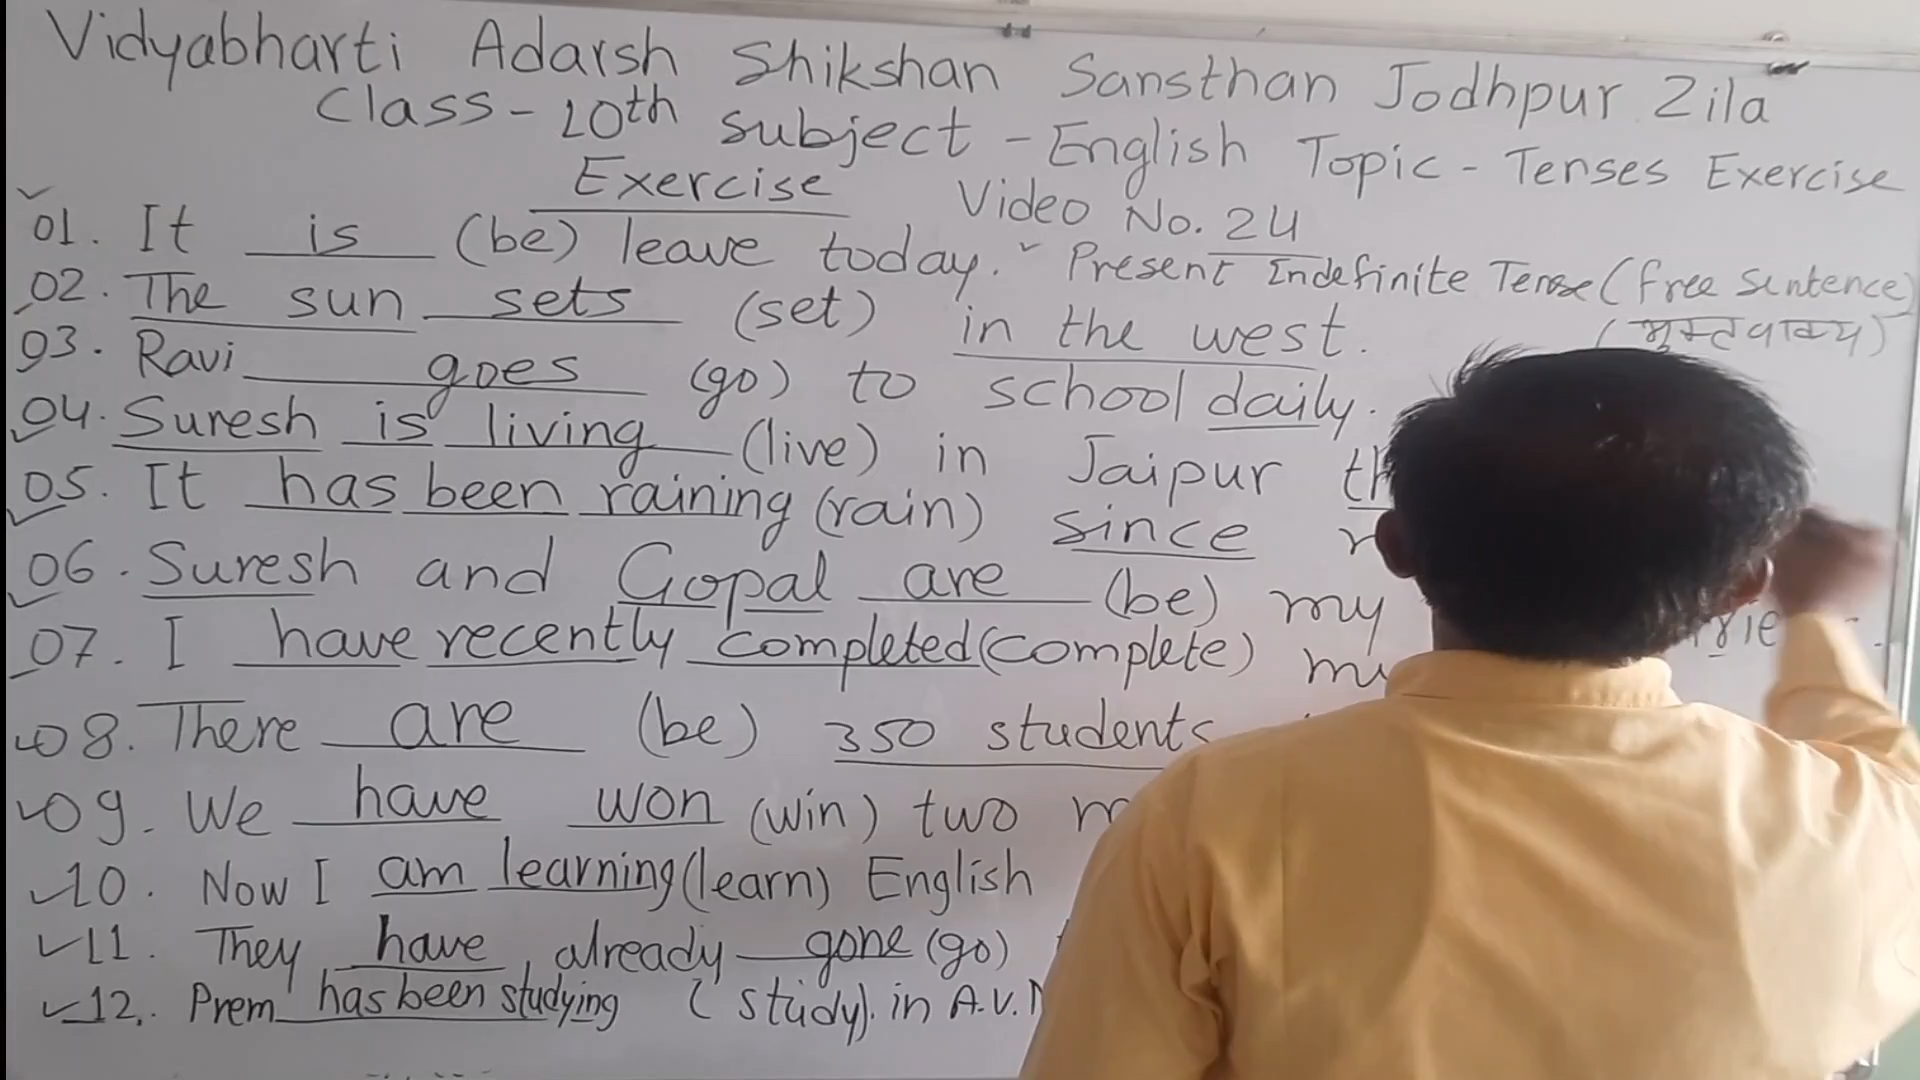 Vidyabharti Adarsh Shikshan Sansthan Jodhpur Zila
Class - 10th subject - English Topic - Tenses Exercise
Exercise Video No. 24
01. It is (be) leave today. Present Indefinite Tense (free Sentence)
02. The sun sets (set) in the west.
03. Ravi goes (go) to school daily.
04. Suresh is living (live) in Jaipur
05. It has been raining (rain) since
06. Suresh and Gopal are (be) my
07. I have recently completed (complete)
08. There are (be) 350 students
09. We have won (win) two
10. Now I am learning (learn) English
11. They have already gone (go)
12. Prem has been studying (study). in A.V.